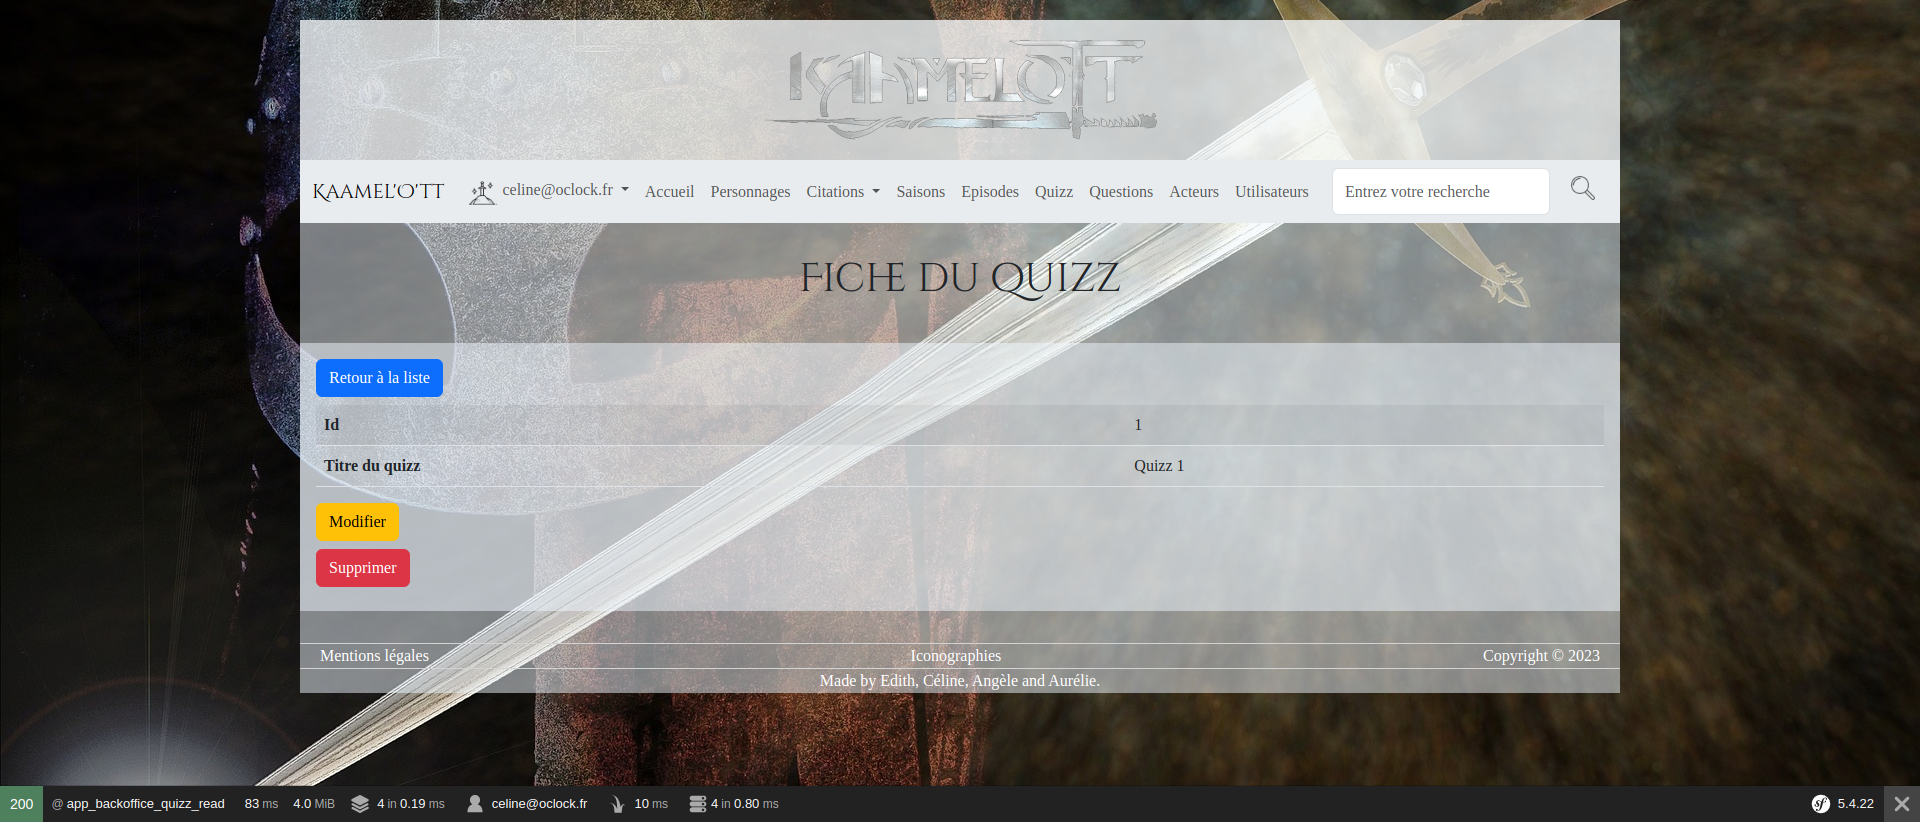 KAAMELOTT
KAAMEL'O'TT celine@oclock.fr Accueil Personnages Citations Saisons Episodes Quizz Questions Acteurs Utilisateurs Entrez votre recherche
FICHE DU QUIZZ
Retour à la liste
Id 1
Titre du quizz Quizz 1
Modifier
Supprimer
Mentions légales Iconographies Copyright © 2023
Made by Edith, Céline, Angèle and Aurélie.
200 @ app_backoffice_quizz_read 83 ms 4.0 MiB 4 in 0.19 ms celine@oclock.fr 10 ms 4 in 0.80 ms sf 5.4.22